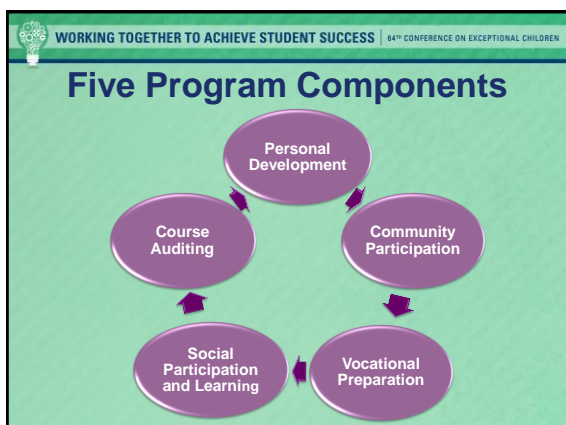 WORKING TOGETHER TO ACHIEVE STUDENT SUCCESS | 64TH CONFERENCE ON EXCEPTIONAL CHILDREN
Five Program Components
Personal
Development
Community
Participation
Vocational
Preparation
Social
Participation
and Learning
Course
Auditing